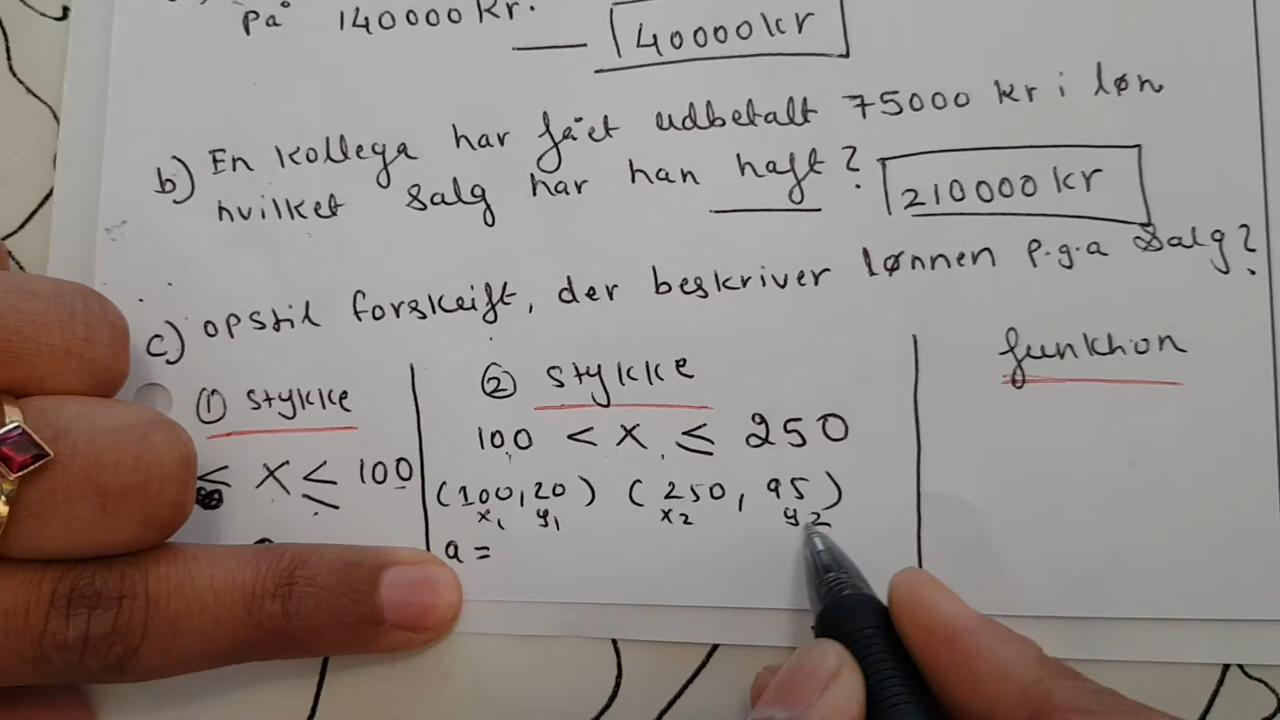 på 140000 kr.
40000 kr
b) En kollega har fået udbetalt 75000 kr i løn
hvilket salg har han haft? 210000 kr
c) opstil forskrift, der beskriver lønnen p.g.a salg?
① stykke
≤ x ≤ 100
② stykke
100 < x ≤ 250
(100,20) (250, 95)
x1 y1 x2 y2
a =
funktion